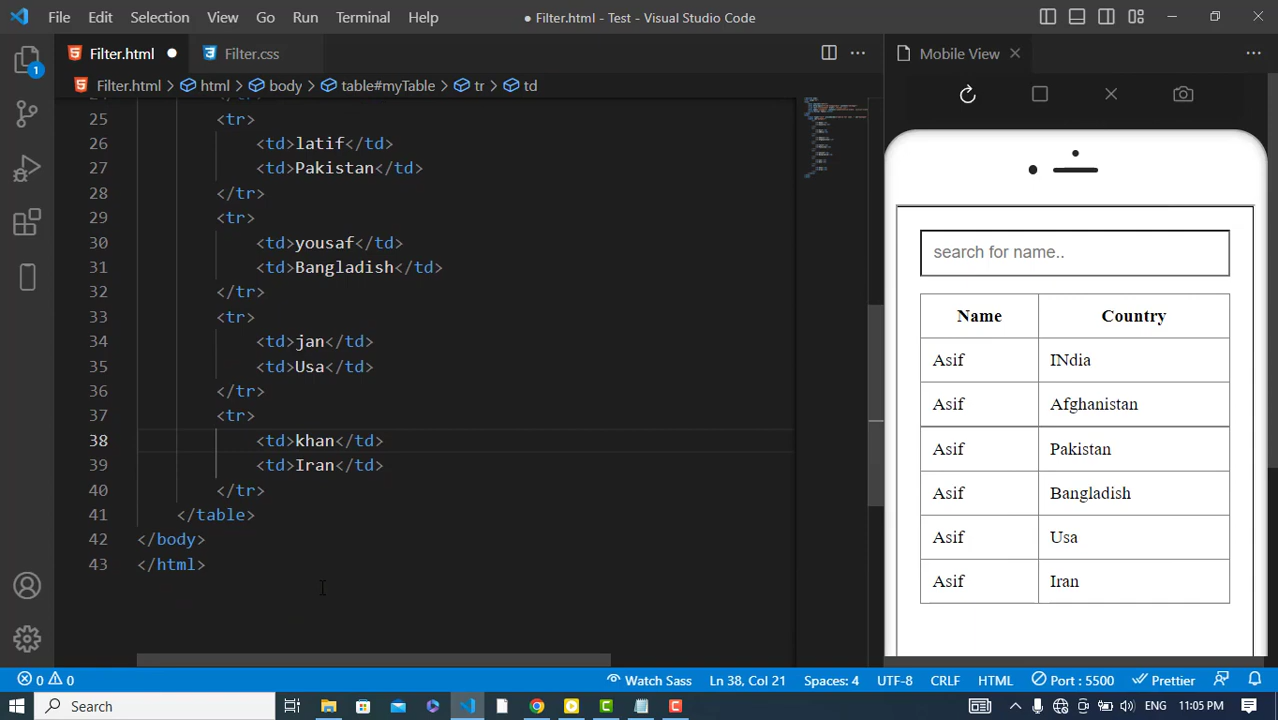 File Edit Selection View Go Run Terminal Help ● Filter.html - Test - Visual Studio Code
Filter.html ● Filter.css
Mobile View
Filter.html > html > body > table#myTable > tr > td
25 <tr>
26 <td>latif</td>
27 <td>Pakistan</td>
28 </tr>
29 <tr>
30 <td>yousaf</td>
31 <td>Bangladish</td>
32 </tr>
33 <tr>
34 <td>jan</td>
35 <td>Usa</td>
36 </tr>
37 <tr>
38 <td>khan</td>
39 <td>Iran</td>
40 </tr>
41 </table>
42 </body>
43 </html>
1
search for name..
Name Country
Asif INdia
Asif Afghanistan
Asif Pakistan
Asif Bangladish
Asif Usa
Asif Iran
0 0 Watch Sass Ln 38, Col 21 Spaces: 4 UTF-8 CRLF HTML Port : 5500 Prettier
Search ENG 11:05 PM